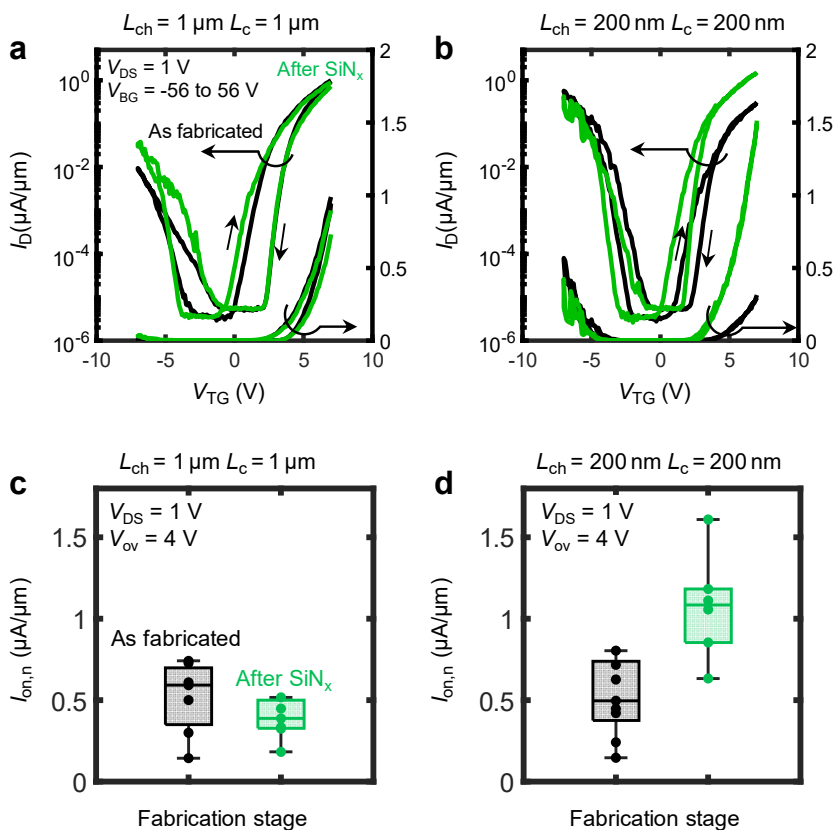 a
L_ch = 1 µm L_c = 1 µm
V_DS = 1 V
V_BG = -56 to 56 V
After SiN_x
As fabricated
I_D (µA/µm)
10^0
10^-2
10^-4
10^-6
2
1.5
1
0.5
0
-10 -5 0 5 10
V_TG (V)
b
L_ch = 200 nm L_c = 200 nm
I_D (µA/µm)
10^0
10^-2
10^-4
10^-6
2
1.5
1
0.5
0
-10 -5 0 5 10
V_TG (V)
c
L_ch = 1 µm L_c = 1 µm
V_DS = 1 V
V_ov = 4 V
As fabricated
After SiN_x
I_on,n (µA/µm)
1.5
1
0.5
0
Fabrication stage
d
L_ch = 200 nm L_c = 200 nm
V_DS = 1 V
V_ov = 4 V
I_on,n (µA/µm)
1.5
1
0.5
0
Fabrication stage